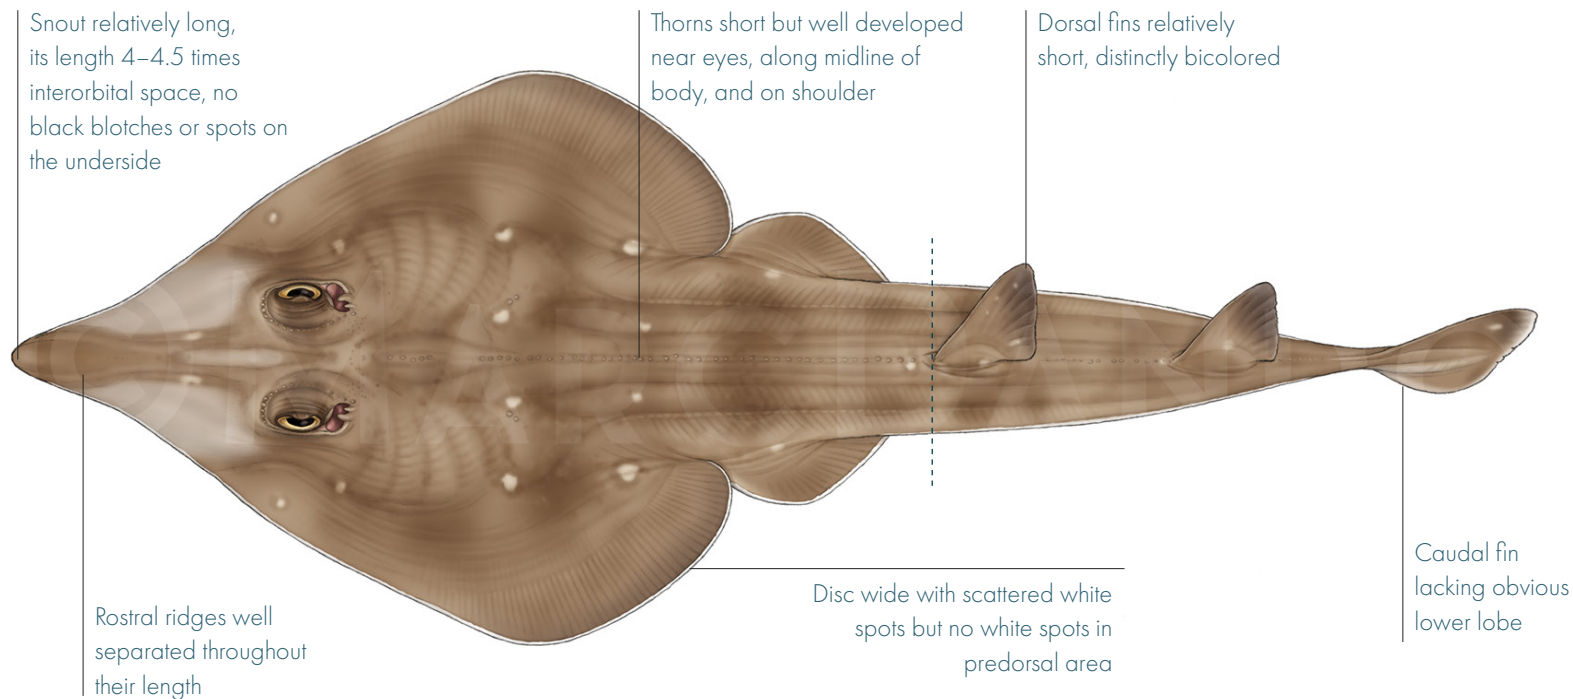 Snout relatively long,
its length 4–4.5 times
interorbital space, no
black blotches or spots on
the underside
Thorns short but well developed
near eyes, along midline of
body, and on shoulder
Dorsal fins relatively
short, distinctly bicolored
Rostral ridges well
separated throughout
their length
Disc wide with scattered white
spots but no white spots in
predorsal area
Caudal fin
lacking obvious
lower lobe